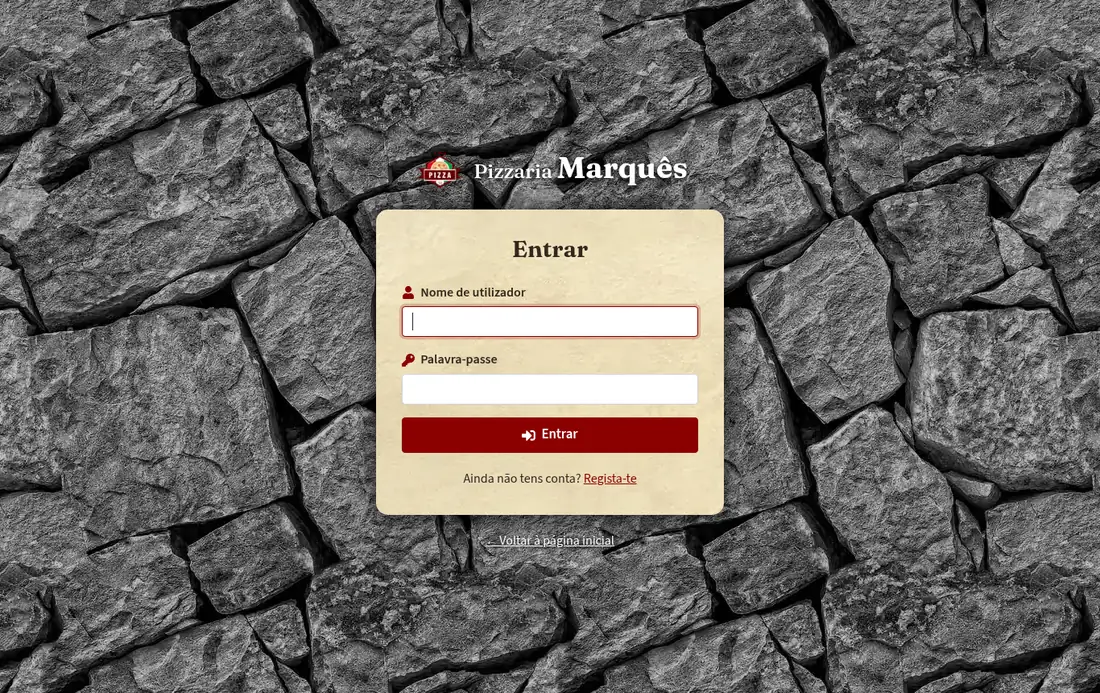 PIZZA
Pizzaria Marquês
Entrar
Nome de utilizador
Palavra-passe
Entrar
Ainda não tens conta? Regista-te
← Voltar à página inicial